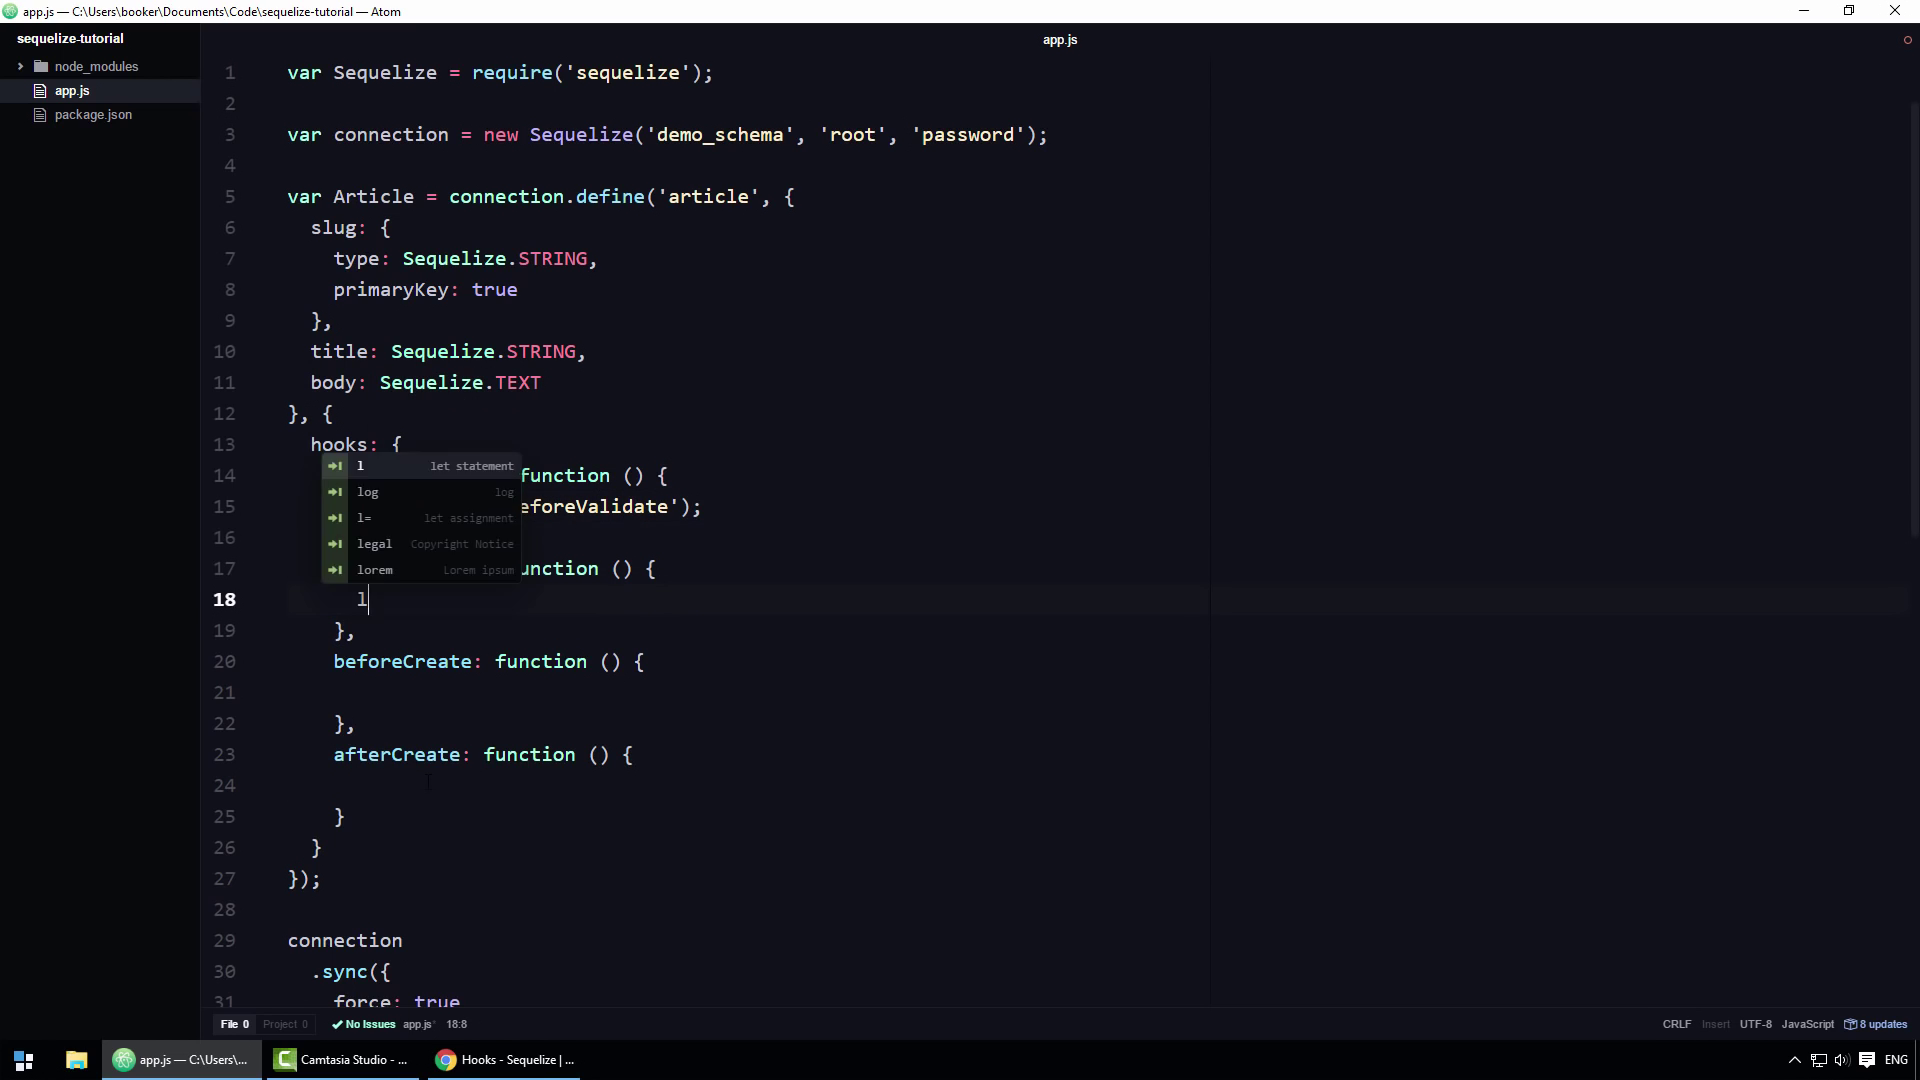 app.js — C:\Users\booker\Documents\Code\sequelize-tutorial — Atom
sequelize-tutorial
node_modules
app.js
package.json
app.js
1 var Sequelize = require('sequelize');
2
3 var connection = new Sequelize('demo_schema', 'root', 'password');
4
5 var Article = connection.define('article', {
6 slug: {
7 type: Sequelize.STRING,
8 primaryKey: true
9 },
10 title: Sequelize.STRING,
11 body: Sequelize.TEXT
12 }, {
13 hooks: {
l let statement
14 function () {
log log
15 eforeValidate');
l= let assignment
16
legal Copyright Notice
17 unction () {
lorem Lorem ipsum
18 l
19 },
20 beforeCreate: function () {
21
22 },
23 afterCreate: function () {
24
25 }
26 }
27 });
28
29 connection
30 .sync({
31 force: true
File 0 Project 0 No Issues app.js* 18:8 CRLF Insert UTF-8 JavaScript 8 updates
app.js — C:\Users\... Camtasia Studio - ... Hooks - Sequelize | ... ENG